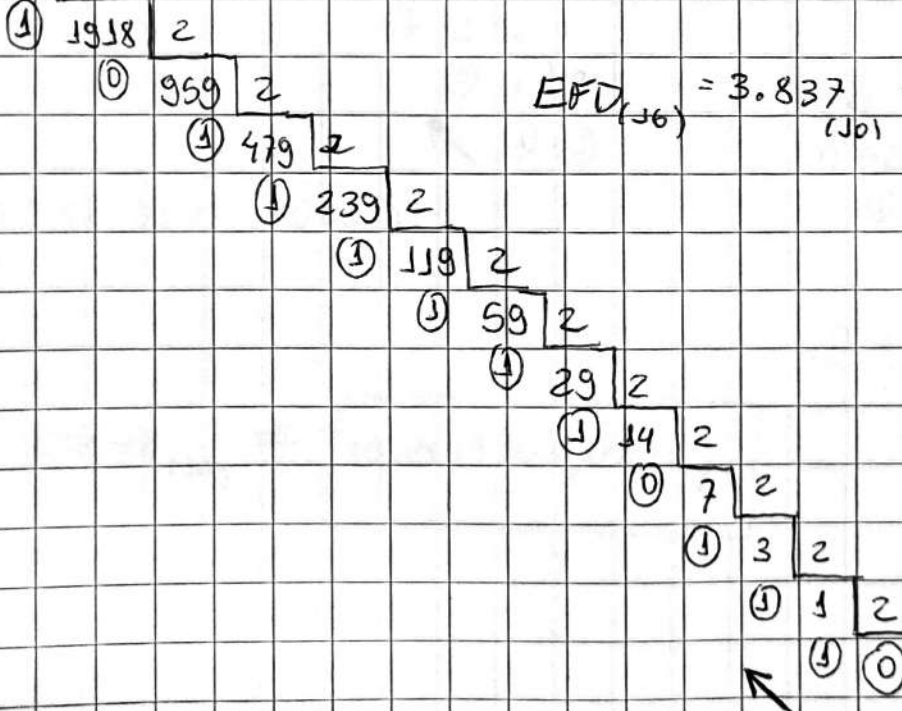 ① 1918 2
⓪ 959 2
EFD(16) = 3.837(10)
① 479 2
① 239 2
① 119 2
① 59 2
① 29 2
① 14 2
⓪ 7 2
① 3 2
① 1 2
① ⓪